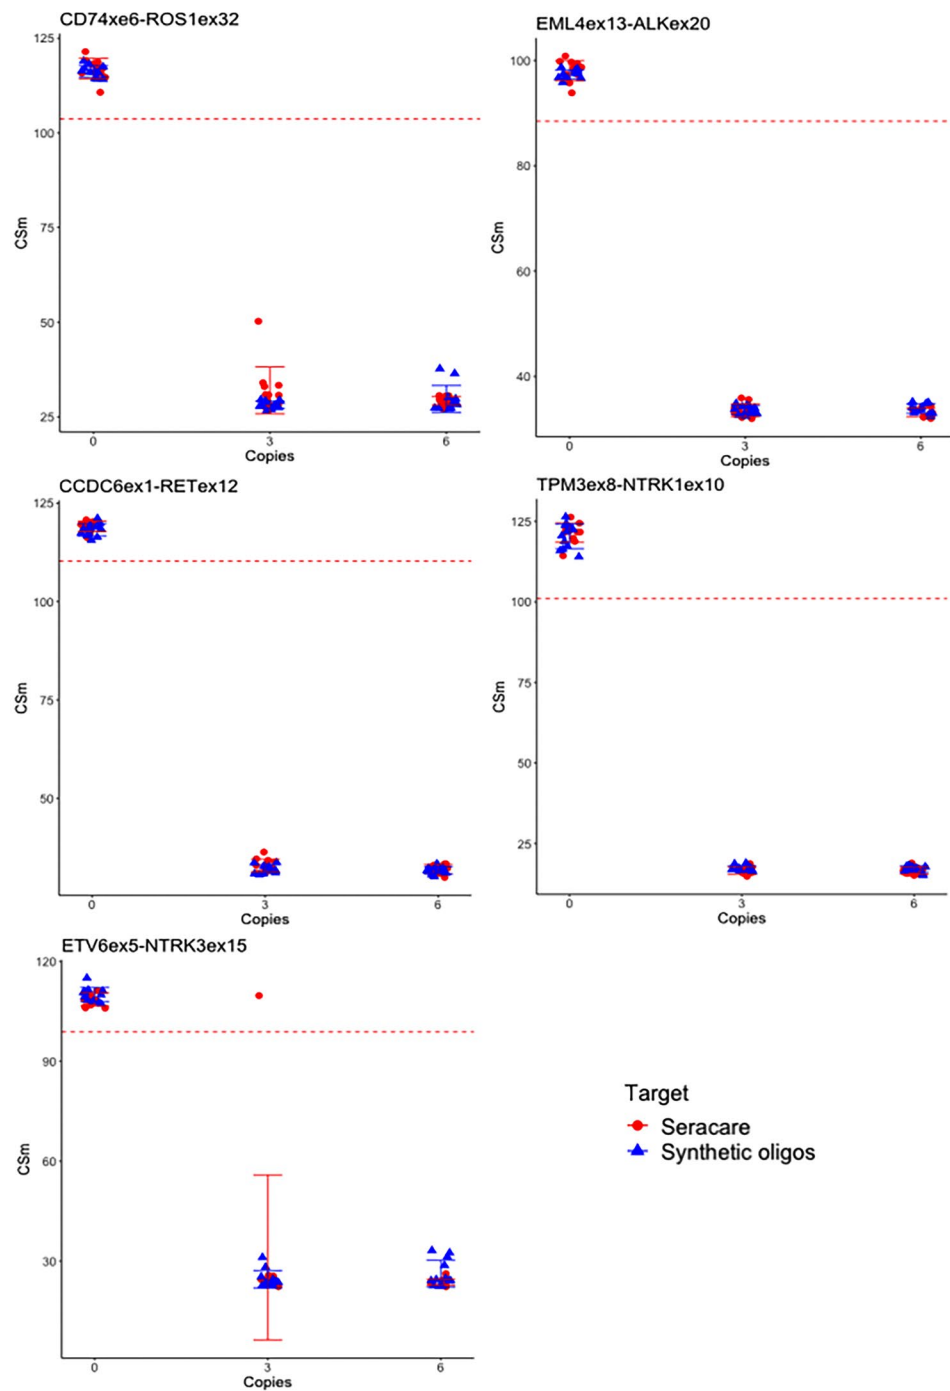 CD74xe6-ROS1ex32
125
100
75
50
25
CSm
0 3 6
Copies
EML4ex13-ALKex20
100
80
60
40
CSm
0 3 6
Copies
CCDC6ex1-RETex12
125
100
75
50
CSm
0 3 6
Copies
TPM3ex8-NTRK1ex10
125
100
75
50
25
CSm
0 3 6
Copies
ETV6ex5-NTRK3ex15
120
90
60
30
CSm
0 3 6
Copies
Target
Seracare
Synthetic oligos